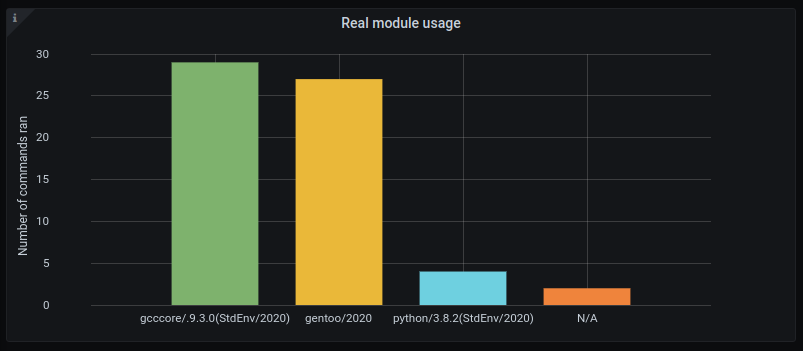 i
Real module usage
Number of commands ran
30
25
20
15
10
5
0
gcccore/.9.3.0(StdEnv/2020)
gentoo/2020
python/3.8.2(StdEnv/2020)
N/A